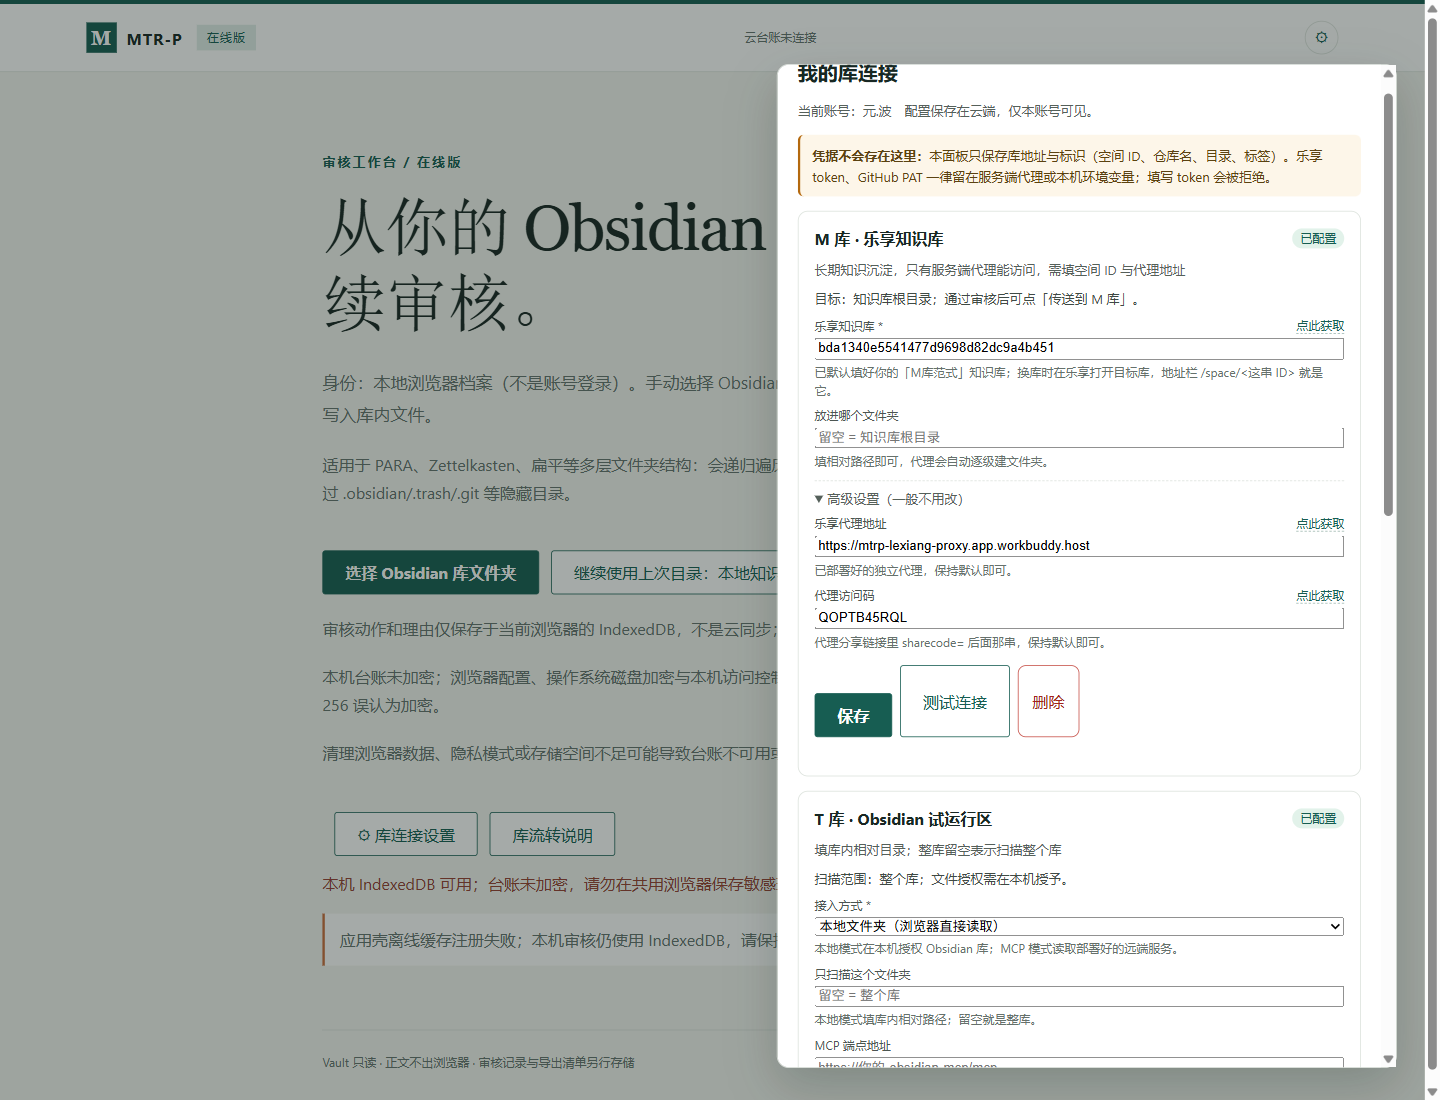 M MTR-P 在线版
云台账未连接
审核工作台 / 在线版
从你的 Obsidian
续审核。
身份：本地浏览器档案（不是账号登录）。手动选择 Obsidian
写入库内文件。
适用于 PARA、Zettelkasten、扁平等多层文件夹结构：会递归遍
过 .obsidian/.trash/.git 等隐藏目录。
选择 Obsidian 库文件夹
继续使用上次目录：本地知识
审核动作和理由仅保存于当前浏览器的 IndexedDB，不是云同步；
本机台账未加密；浏览器配置、操作系统磁盘加密与本机访问控制
256 误认为加密。
清理浏览器数据、隐私模式或存储空间不足可能导致台账不可用或
库连接设置
库流转说明
本机 IndexedDB 可用；台账未加密，请勿在共用浏览器保存敏感
应用壳离线缓存注册失败；本机审核仍使用 IndexedDB，请保
Vault 只读 · 正文不出浏览器 · 审核记录与导出清单另行存储
我的库连接
当前账号：元.波 配置保存在云端，仅本账号可见。
凭据不会存在这里：本面板只保存库地址与标识（空间 ID、仓库名、目录、标签）。乐享
token、GitHub PAT 一律留在服务端代理或本机环境变量；填写 token 会被拒绝。
M 库 · 乐享知识库
已配置
长期知识沉淀，只有服务端代理能访问，需填空间 ID 与代理地址
目标：知识库根目录；通过审核后可点「传送到 M 库」。
乐享知识库 *
点此获取
bda1340e5541477d9698d82dc9a4b451
已默认填好你的「M库范式」知识库；换库时在乐享打开目标库，地址栏 /space/<这串 ID> 就是
它。
放进哪个文件夹
留空 = 知识库根目录
填相对路径即可，代理会自动逐级建文件夹。
▼ 高级设置（一般不用改）
乐享代理地址
点此获取
https://mtrp-lexiang-proxy.app.workbuddy.host
已部署好的独立代理，保持默认即可。
代理访问码
点此获取
QOPTB45RQL
代理分享链接里 sharecode= 后面那串，保持默认即可。
保存
测试连接
删除
T 库 · Obsidian 试运行区
已配置
填库内相对目录；整库留空表示扫描整个库
扫描范围：整个库；文件授权需在本机授予。
接入方式 *
本地文件夹（浏览器直接读取）
本地模式在本机授权 Obsidian 库；MCP 模式读取部署好的远端服务。
只扫描这个文件夹
留空 = 整个库
本地模式填库内相对路径；留空就是整库。
MCP 端点地址
https://你的-obsidian-mcp/mcp